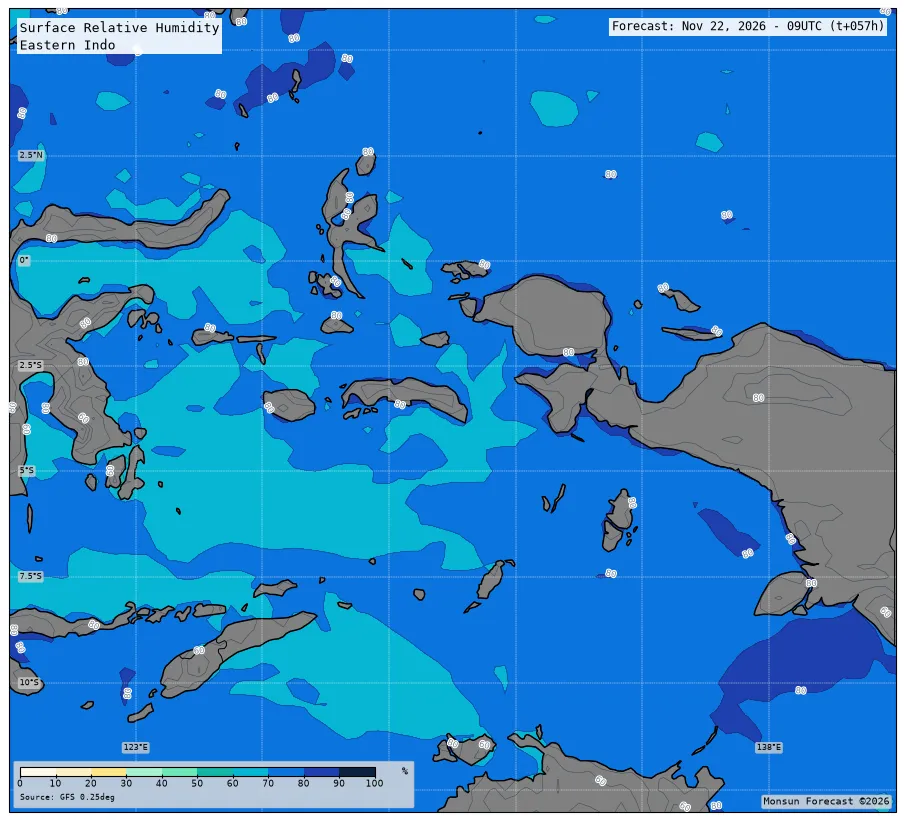 Surface Relative Humidity
Eastern Indo
Forecast: Nov 22, 2026 - 09UTC (t+057h)
2.5°N
0°
2.5°S
5°S
7.5°S
10°S
123°E
138°E
%
0 10 20 30 40 50 60 70 80 90 100
Source: GFS 0.25deg
Monsun Forecast ©2026